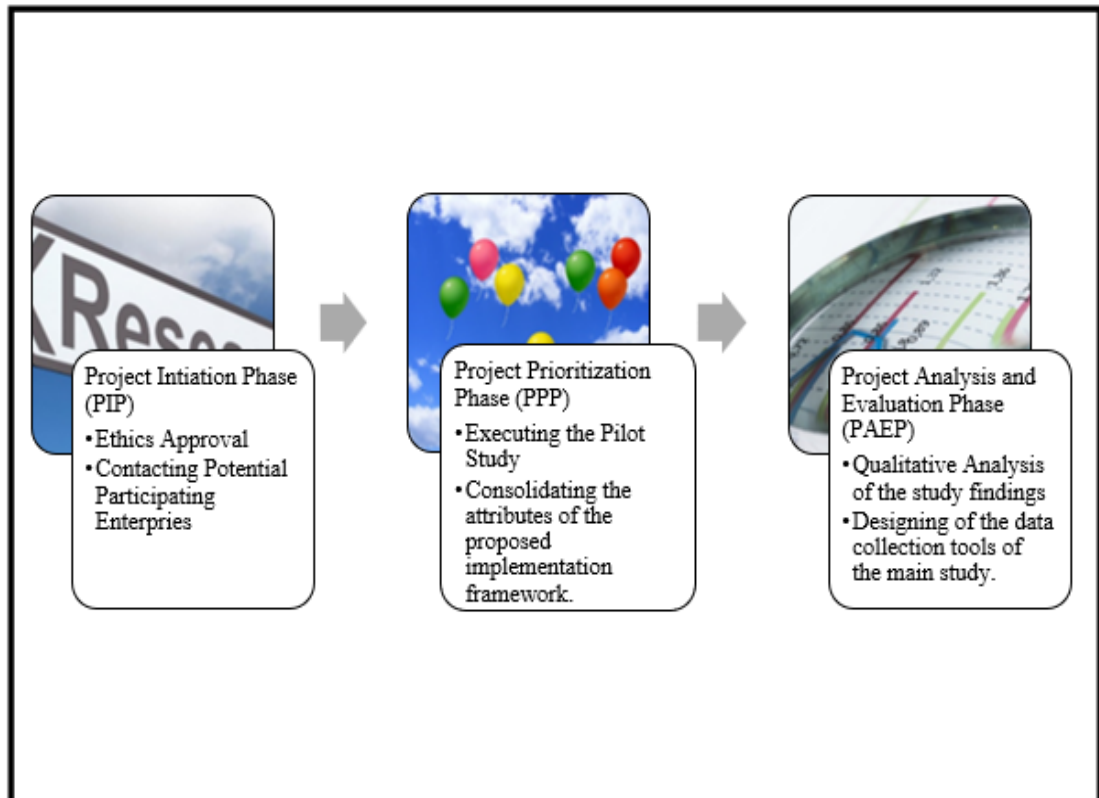 Rese
Project Intiation Phase
(PIP)
•Ethics Approval
•Contacting Potential
Participating
Enterpries
Project Prioritization
Phase (PPP)
•Executing the Pilot
Study
•Consolidating the
attributes of the
proposed
implementation
framework.
Project Analysis and
Evaluation Phase
(PAEP)
•Qualitative Analysis
of the study findings
•Designing of the data
collection tools of
the main study.